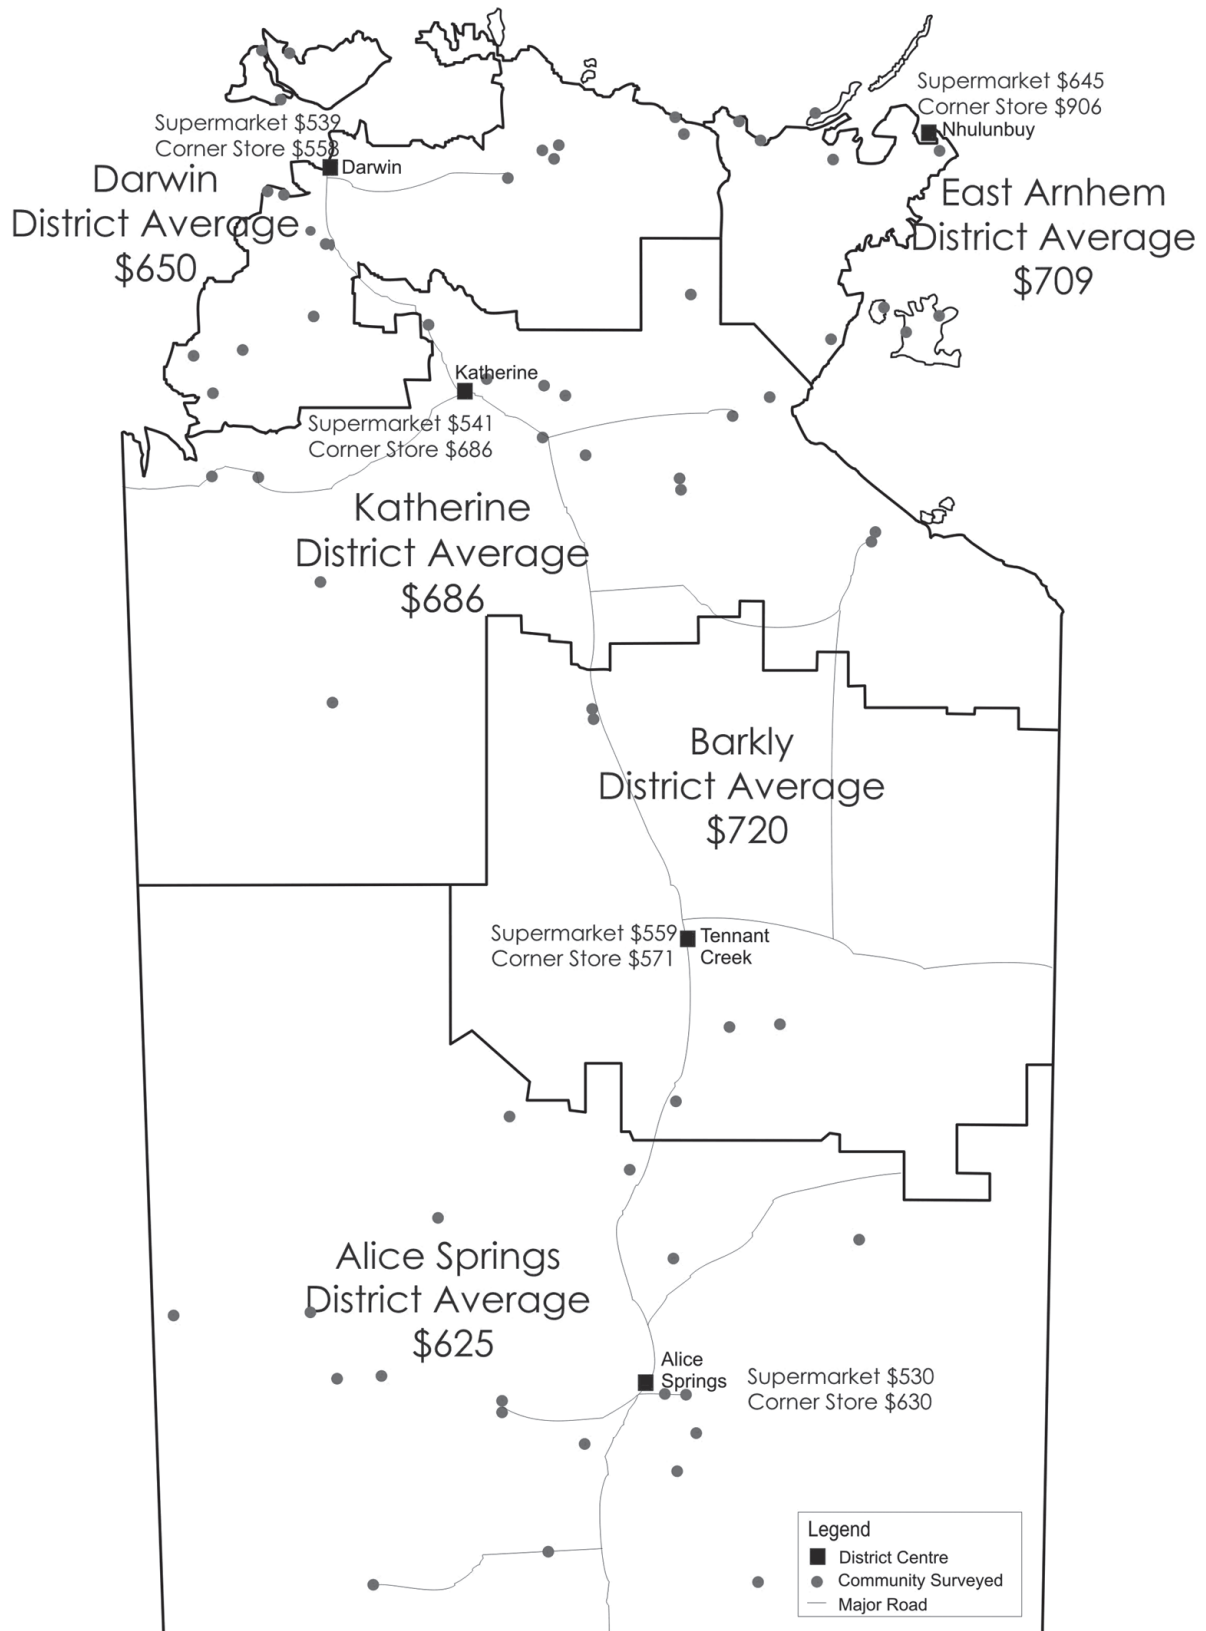 Supermarket $645
Corner Store $906
Nhulunbuy
Supermarket $539
Corner Store $558
Darwin
Darwin
District Average
$650
East Arnhem
District Average
$709
Katherine
Supermarket $541
Corner Store $686
Katherine
District Average
$686
Barkly
District Average
$720
Supermarket $559
Corner Store $571
Tennant
Creek
Alice Springs
District Average
$625
Alice
Springs
Supermarket $530
Corner Store $630
Legend
District Centre
Community Surveyed
Major Road